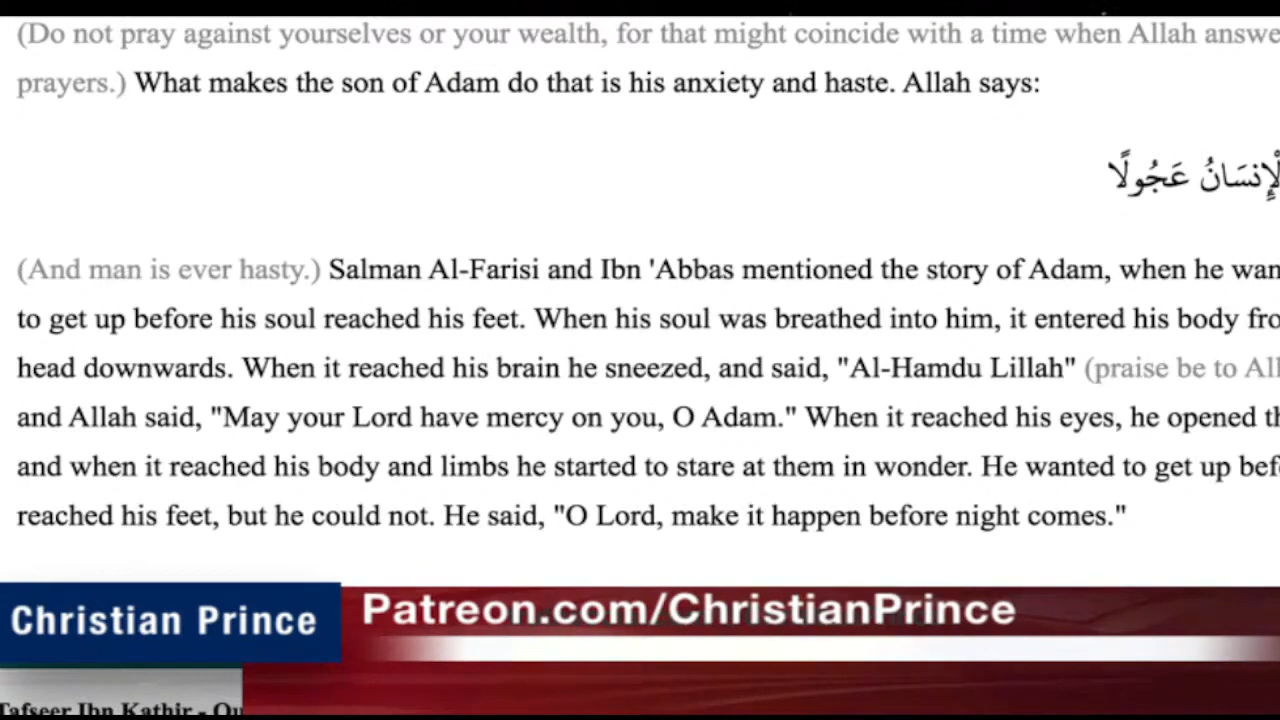 (Do not pray against yourselves or your wealth, for that might coincide with a time when Allah answe
prayers.) What makes the son of Adam do that is his anxiety and haste. Allah says:
الْإِنسَانُ عَجُولًا
(And man is ever hasty.) Salman Al-Farisi and Ibn 'Abbas mentioned the story of Adam, when he wan
to get up before his soul reached his feet. When his soul was breathed into him, it entered his body fro
head downwards. When it reached his brain he sneezed, and said, "Al-Hamdu Lillah" (praise be to All
and Allah said, "May your Lord have mercy on you, O Adam." When it reached his eyes, he opened th
and when it reached his body and limbs he started to stare at them in wonder. He wanted to get up befo
reached his feet, but he could not. He said, "O Lord, make it happen before night comes."
Christian Prince
Patreon.com/ChristianPrince
Tafseer Ibn Kathir - Qu